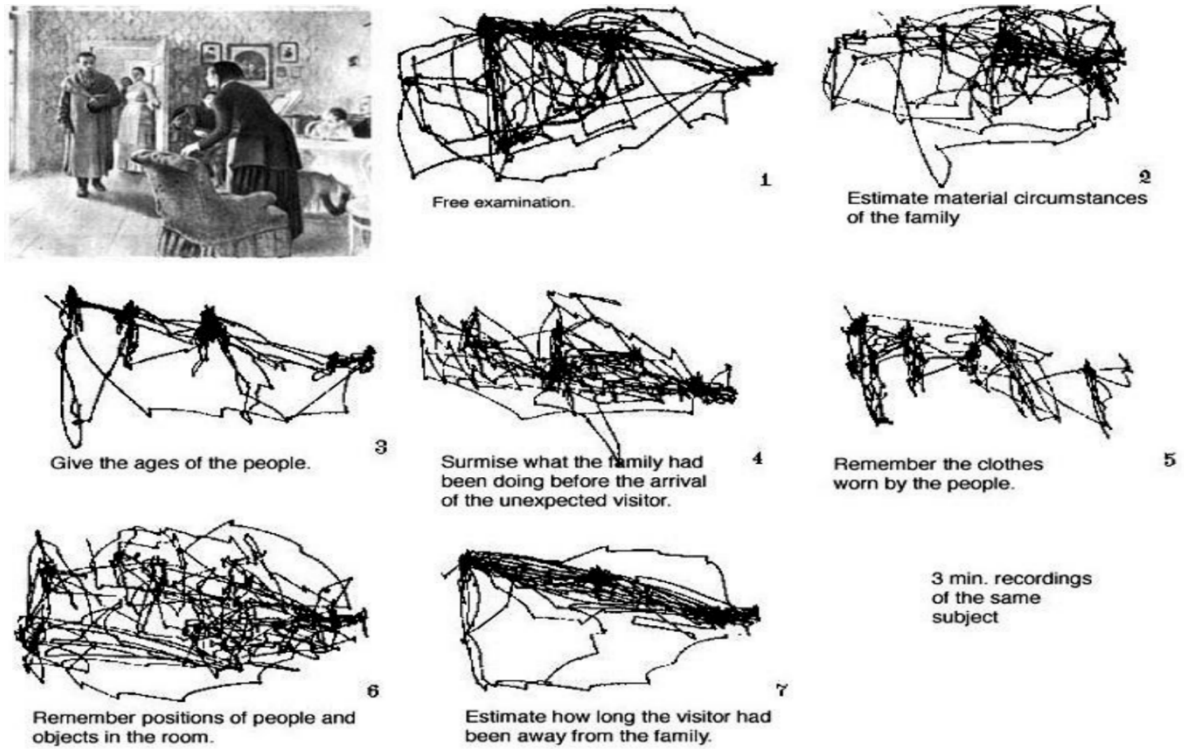 1
Free examination.
2
Estimate material circumstances
of the family
3
Give the ages of the people.
4
Surmise what the family had
been doing before the arrival
of the unexpected visitor.
5
Remember the clothes
worn by the people.
6
Remember positions of people and
objects in the room.
7
Estimate how long the visitor had
been away from the family.
3 min. recordings
of the same
subject